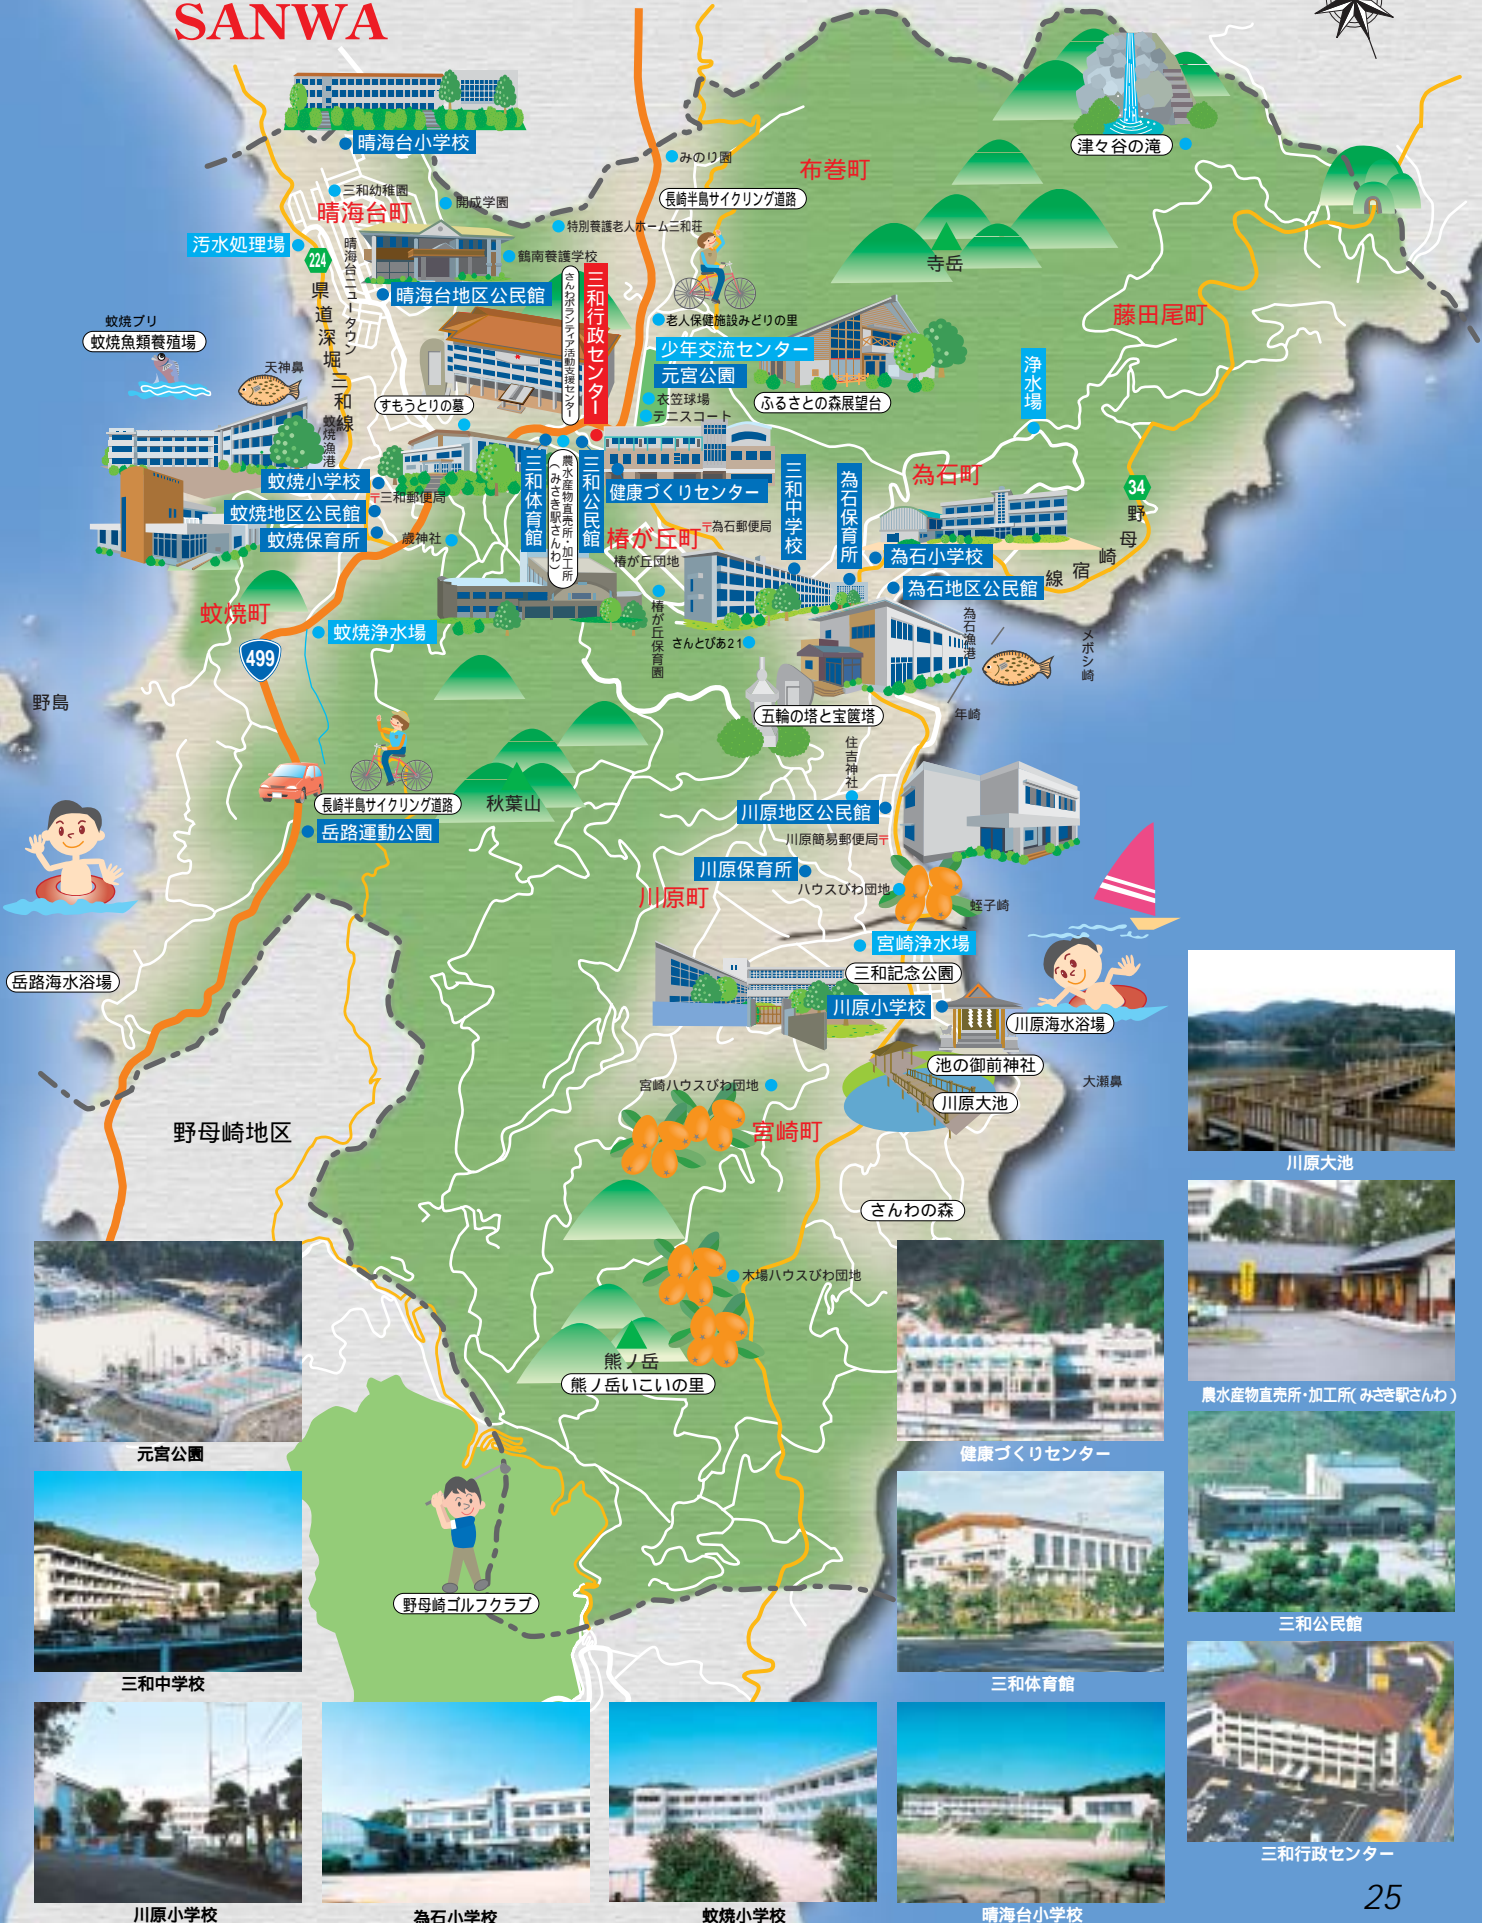 SANWA
晴海台小学校
津々谷の滝
みのり園
布巻町
三和幼稚園
開成学園
長崎半島サイクリング道路
晴海台町
特別養護老人ホーム三和荘
汚水処理場
晴海台ニュータウン
鶴南養護学校
224
県道深堀三和線
寺岳
晴海台地区公民館
さんわボランティア活動支援センター
三和行政センター
藤田尾町
蚊焼ブリ
蚊焼魚類養殖場
老人保健施設みどりの里
少年交流センター
浄水場
天神鼻
元宮公園
すもうとりの墓
衣笠球場
ふるさとの森展望台
テニスコート
蚊焼漁港
三和体育館
農水産物直売所・加工所
(みさき駅さんわ)
三和公民館
三和中学校
為石保育所
為石町
蚊焼小学校
健康づくりセンター
34
〒三和郵便局
蚊焼地区公民館
野母崎宿線
〒為石郵便局
蚊焼保育所
歳神社
椿が丘町
為石小学校
椿が丘団地
為石地区公民館
蚊焼町
椿が丘保育園
為石漁港
蚊焼浄水場
さんとぴあ21
メボシ崎
499
野島
五輪の塔と宝篋塔
年崎
住吉神社
長崎半島サイクリング道路
秋葉山
川原地区公民館
岳路運動公園
川原簡易郵便局〒
川原保育所
川原町
ハウスびわ団地
蛭子崎
宮崎浄水場
岳路海水浴場
三和記念公園
川原小学校
川原海水浴場
池の御前神社
宮崎ハウスびわ団地
大瀬鼻
川原大池
野母崎地区
宮崎町
川原大池
さんわの森
木場ハウスびわ団地
熊ノ岳
熊ノ岳いこいの里
農水産物直売所・加工所(みさき駅さんわ)
元宮公園
健康づくりセンター
野母崎ゴルフクラブ
三和公民館
三和中学校
三和体育館
三和行政センター
川原小学校
為石小学校
蚊焼小学校
晴海台小学校
25